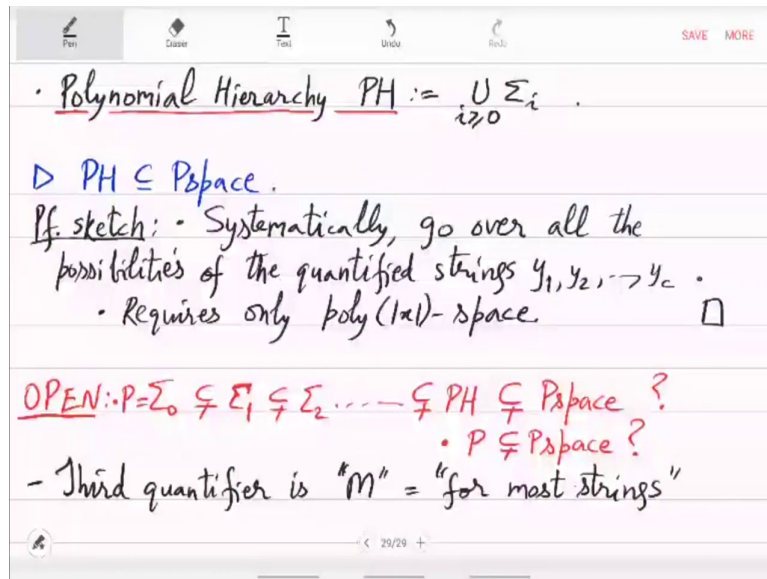 Pen Eraser T Text Undo Redo SAVE MORE
· Polynomial Hierarchy PH := ∪_{i≥0} Σ_i .
▷ PH ⊆ Pspace.
Pf. sketch: · Systematically, go over all the
possibilities of the quantified strings y_1, y_2, ..., y_c .
· Requires only poly(|x|)-space □
OPEN: · P=Σ_0 ⊊ Σ_1 ⊊ Σ_2 ..... ⊊ PH ⊊ Pspace ?
· P ⊊ Pspace ?
- Third quantifier is "M" = "for most strings"
< 29/29 +